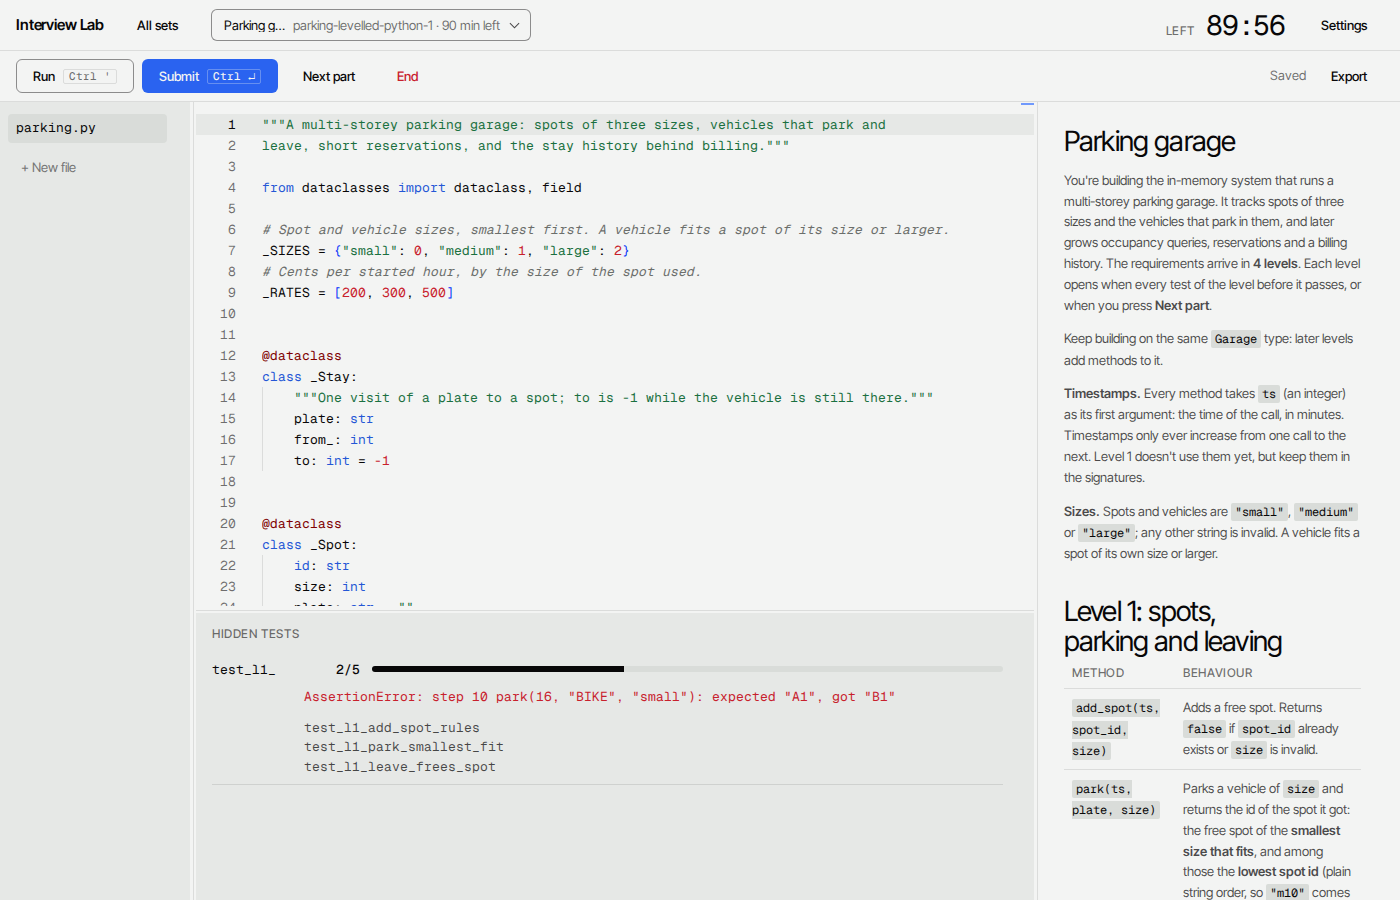 Interview Lab
All sets
Parking g... parking-levelled-python-1 · 90 min left
LEFT 89:56
Settings
Run Ctrl '
Submit Ctrl ↵
Next part
End
Saved
Export
parking.py
+ New file
1 """A multi-storey parking garage: spots of three sizes, vehicles that park and
2 leave, short reservations, and the stay history behind billing."""
3
4 from dataclasses import dataclass, field
5
6 # Spot and vehicle sizes, smallest first. A vehicle fits a spot of its size or larger.
7 _SIZES = {"small": 0, "medium": 1, "large": 2}
8 # Cents per started hour, by the size of the spot used.
9 _RATES = [200, 300, 500]
10
11
12 @dataclass
13 class _Stay:
14 """One visit of a plate to a spot; to is -1 while the vehicle is still there."""
15 plate: str
16 from_: int
17 to: int = -1
18
19
20 @dataclass
21 class _Spot:
22 id: str
23 size: int
HIDDEN TESTS
test_l1_ 2/5
AssertionError: step 10 park(16, "BIKE", "small"): expected "A1", got "B1"
test_l1_add_spot_rules
test_l1_park_smallest_fit
test_l1_leave_frees_spot
Parking garage
You're building the in-memory system that runs a
multi-storey parking garage. It tracks spots of three
sizes and the vehicles that park in them, and later
grows occupancy queries, reservations and a billing
history. The requirements arrive in 4 levels. Each level
opens when every test of the level before it passes, or
when you press Next part.
Keep building on the same Garage type: later levels
add methods to it.
Timestamps. Every method takes ts (an integer)
as its first argument: the time of the call, in minutes.
Timestamps only ever increase from one call to the
next. Level 1 doesn't use them yet, but keep them in
the signatures.
Sizes. Spots and vehicles are "small", "medium"
or "large"; any other string is invalid. A vehicle fits a
spot of its own size or larger.
Level 1: spots,
parking and leaving
METHOD BEHAVIOUR
add_spot(ts,
spot_id,
size)
Adds a free spot. Returns
false if spot_id already
exists or size is invalid.
park(ts,
plate, size)
Parks a vehicle of size and
returns the id of the spot it got:
the free spot of the smallest
size that fits, and among
those the lowest spot id (plain
string order, so "m10" comes